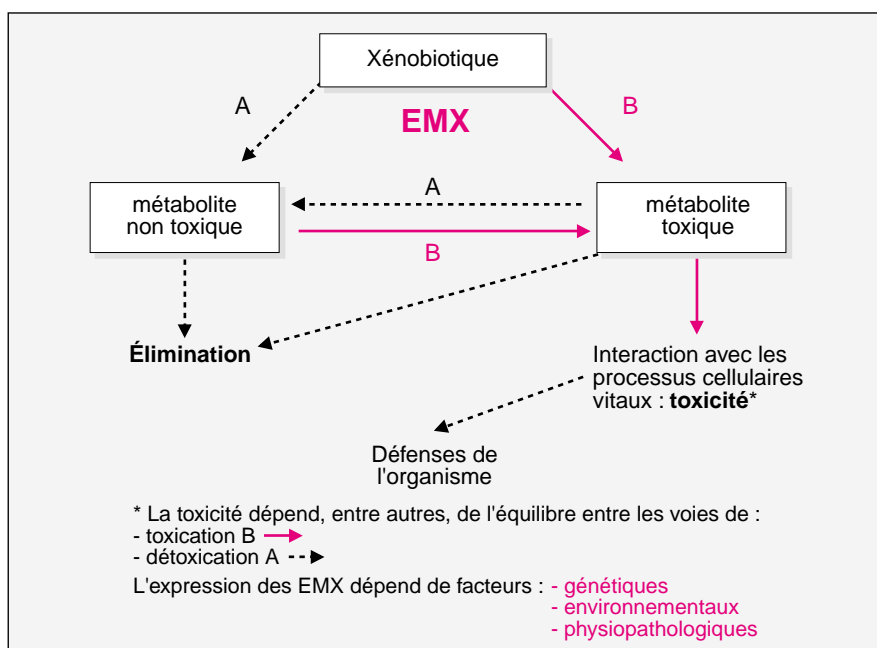 Xénobiotique
A
EMX
B
métabolite
non toxique
A
B
métabolite
toxique
Élimination
Interaction avec les
processus cellulaires
vitaux : toxicité*
Défenses de
l'organisme
* La toxicité dépend, entre autres, de l'équilibre entre les voies de :
- toxication B
- détoxication A
L'expression des EMX dépend de facteurs : - génétiques
- environnementaux
- physiopathologiques